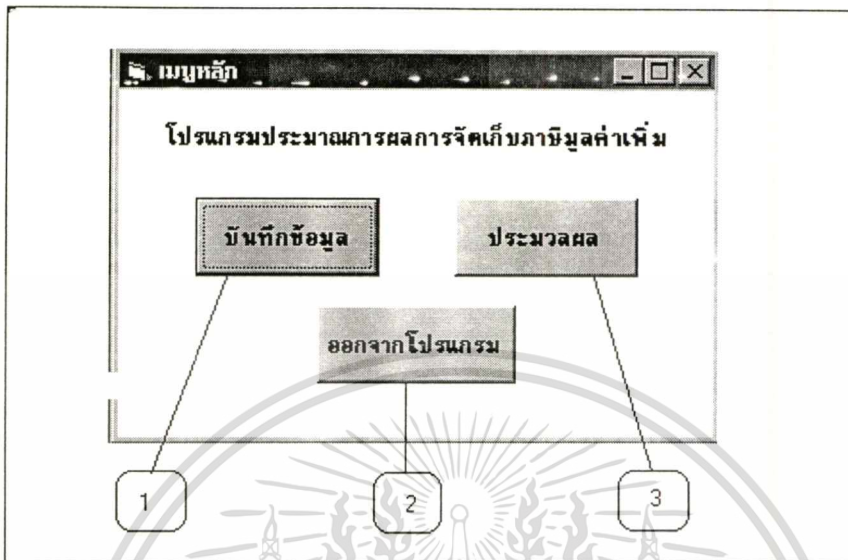 เมนูหลัก
โปรแกรมประมาณการผลการจัดเก็บภาษีมูลค่าเพิ่ม
บันทึกข้อมูล
ประมวลผล
ออกจากโปรแกรม
1
2
3